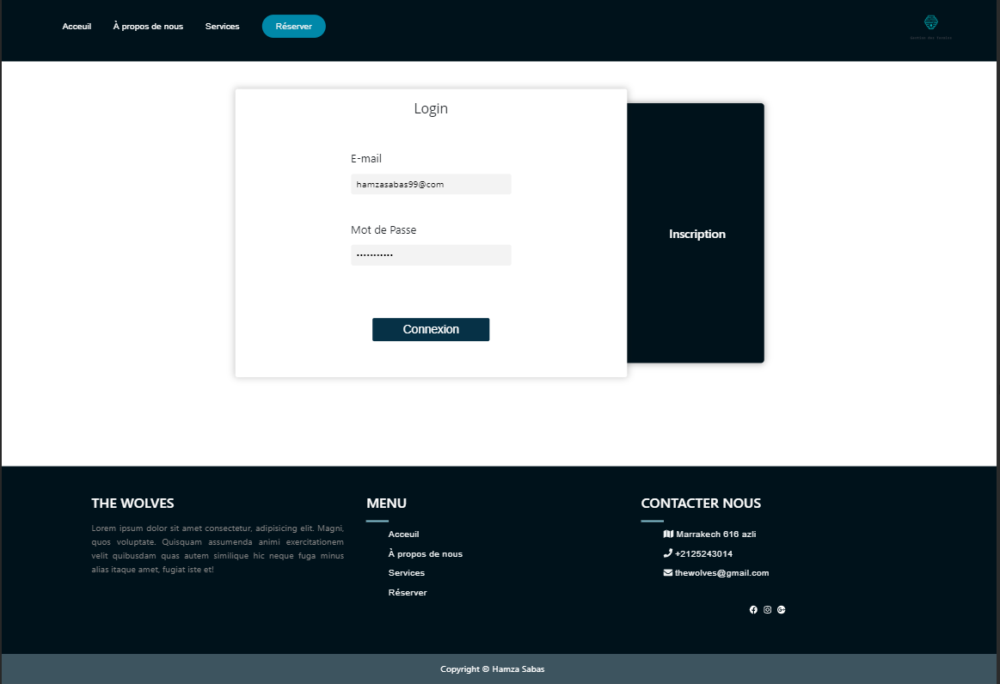 Acceuil
À propos de nous
Services
Réserver
Login
E-mail
hamzasabas99@com
Mot de Passe
•••••••••••
Connexion
Inscription
THE WOLVES
Lorem ipsum dolor sit amet consectetur, adipisicing elit. Magni,
quos voluptate. Quisquam assumenda animi exercitationem
velit quibusdam quas autem similique hic neque fuga minus
alias itaque amet, fugiat iste et!
MENU
Acceuil
À propos de nous
Services
Réserver
CONTACTER NOUS
Marrakech 616 azli
+2125243014
thewolves@gmail.com
Copyright © Hamza Sabas